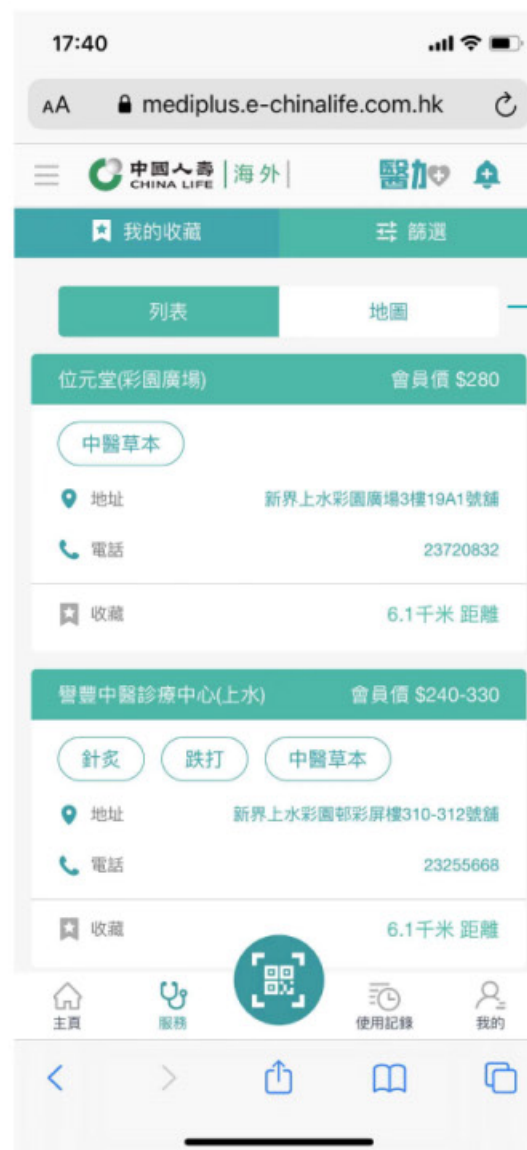 17:40
AA mediplus.e-chinalife.com.hk
中國人壽 CHINA LIFE 海外 醫加
我的收藏 篩選
列表 地圖
位元堂(彩園廣場) 會員價 $280
中醫草本
地址 新界上水彩園廣場3樓19A1號舖
電話 23720832
收藏 6.1千米 距離
譽豐中醫診療中心(上水) 會員價 $240-330
針炙 跌打 中醫草本
地址 新界上水彩園邨彩屏樓310-312號舖
電話 23255668
收藏 6.1千米 距離
主頁 服務 使用記錄 我的